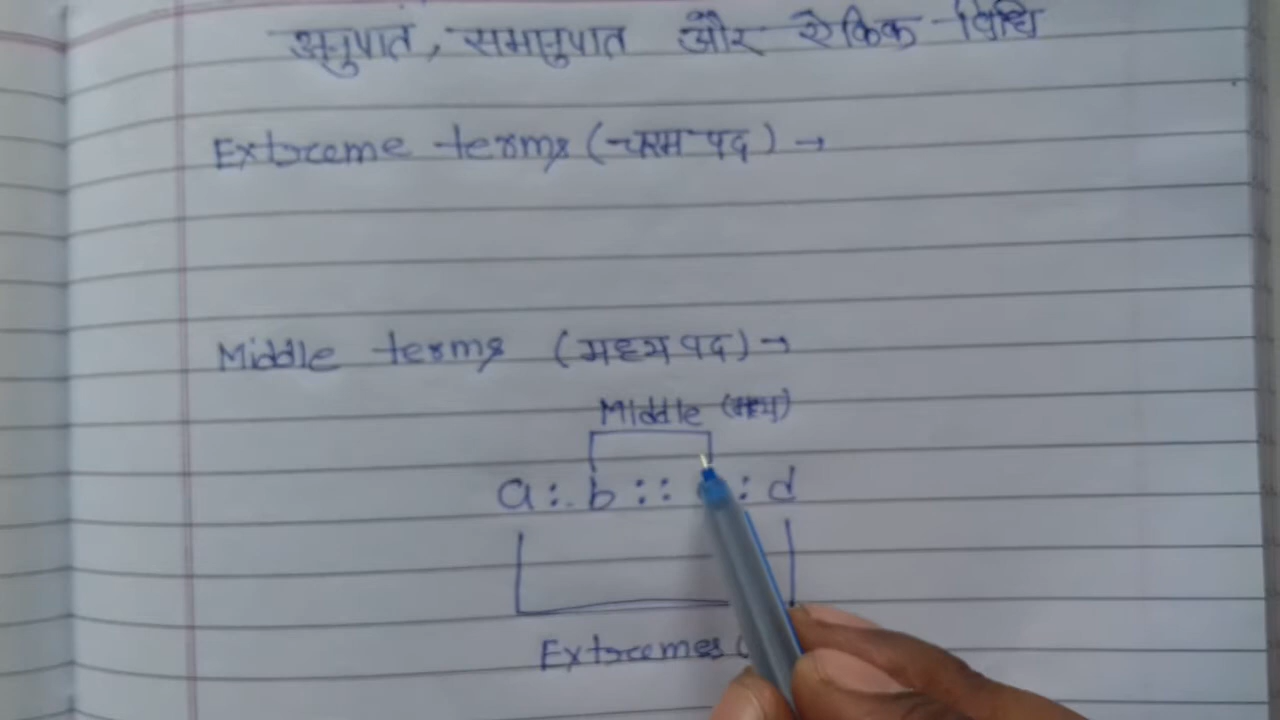 अनुपात, समानुपात और ऐकिक-विधि
Extreme terms (चरम पद) →
Middle terms (मध्य पद) →
Middle (मध्य)
a : b :: : d
Extremes (